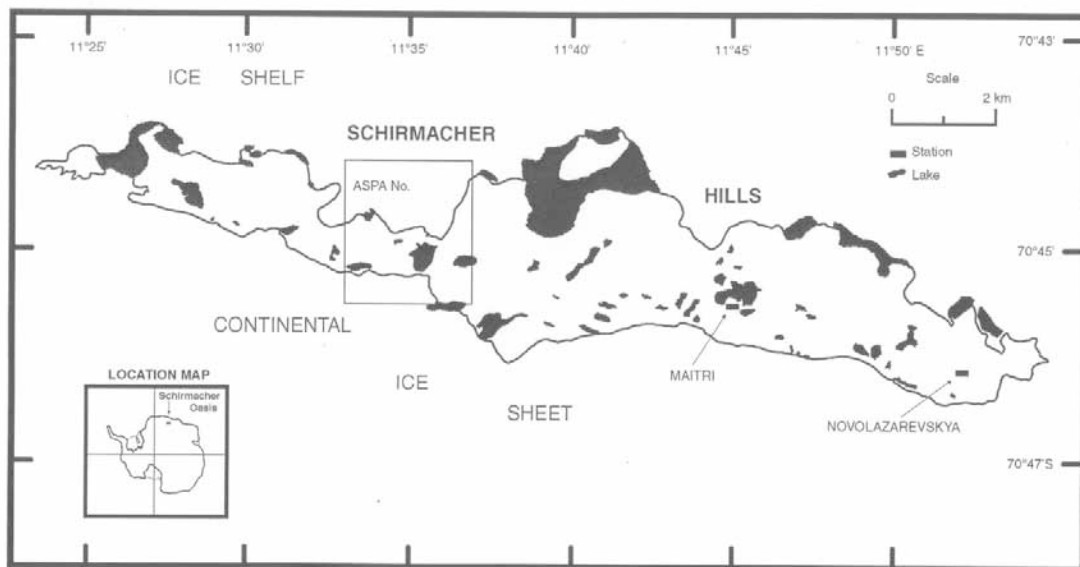 11°25' 11°30' 11°35' 11°40' 11°45' 11°50' E 70°43'
ICE SHELF
Scale
0 2 km
SCHIRMACHER
Station
ASPA No.
Lake
HILLS
70°45'
CONTINENTAL
MAITRI
LOCATION MAP
ICE
Schirmacher
Oasis
SHEET
NOVOLAZAREVSKYA
70°47'S